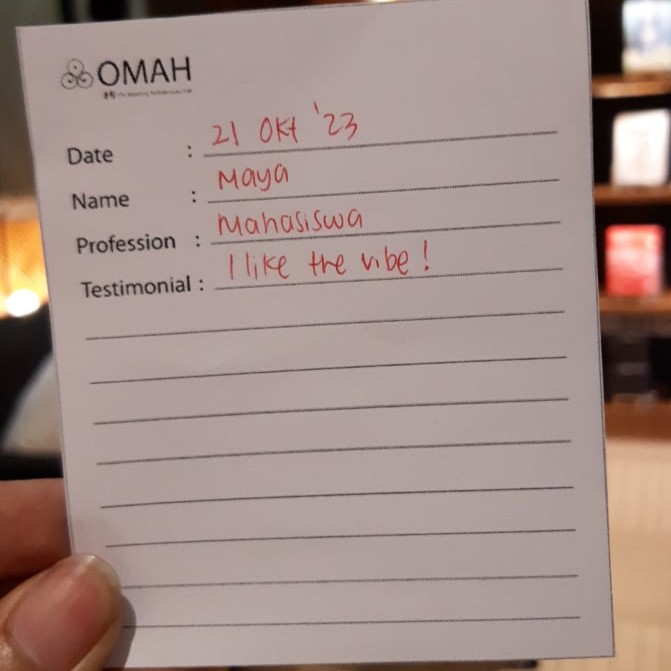 OMAH
Date : 21 Okt '23
Name : Maya
Profession : Mahasiswa
Testimonial : I like the vibe!